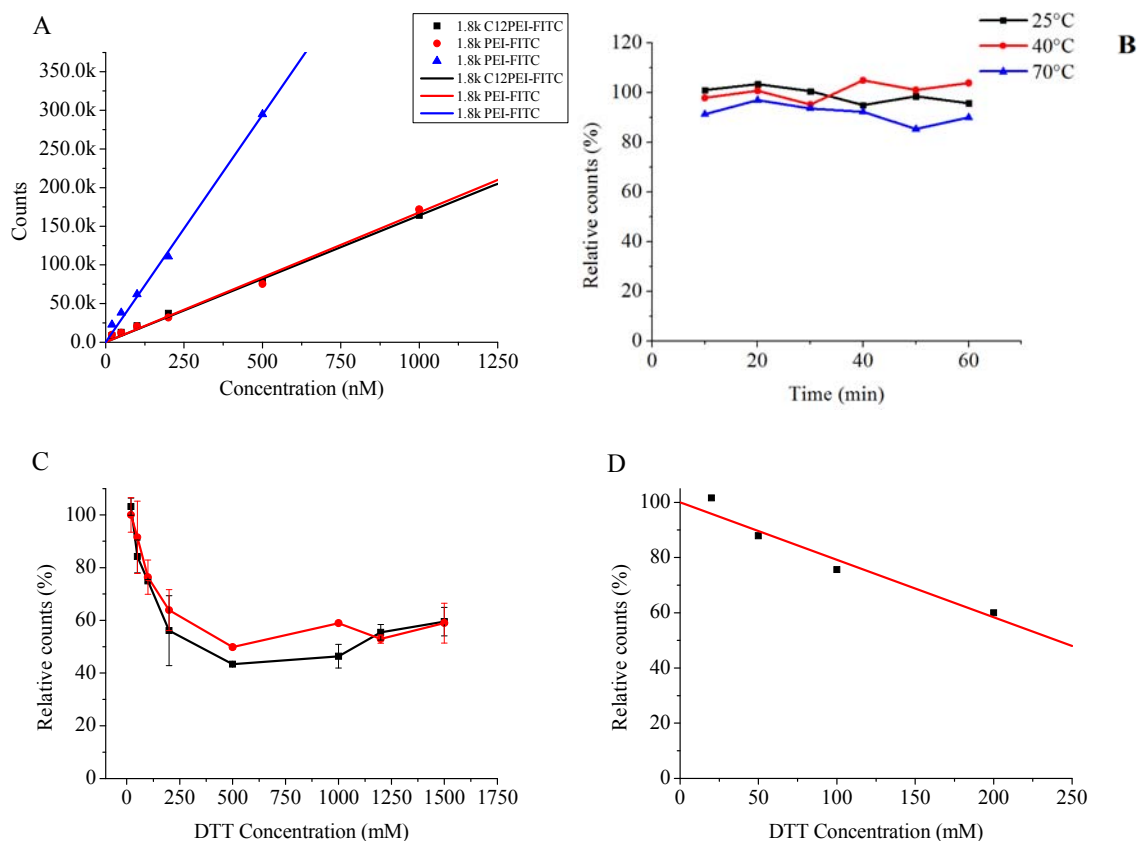 A
1.8k C12PEI-FITC
1.8k PEI-FITC
1.8k PEI-FITC
1.8k C12PEI-FITC
1.8k PEI-FITC
1.8k PEI-FITC
350.0k
300.0k
250.0k
200.0k
150.0k
100.0k
50.0k
0.0
Counts
0 250 500 750 1000 1250
Concentration (nM)
B
25°C
40°C
70°C
120
100
80
60
40
20
0
Relative counts (%)
0 20 40 60
Time (min)
C
100
80
60
40
20
0
Relative counts (%)
0 250 500 750 1000 1250 1500 1750
DTT Concentration (mM)
D
100
80
60
40
20
0
Relative counts (%)
0 50 100 150 200 250
DTT Concentration (mM)